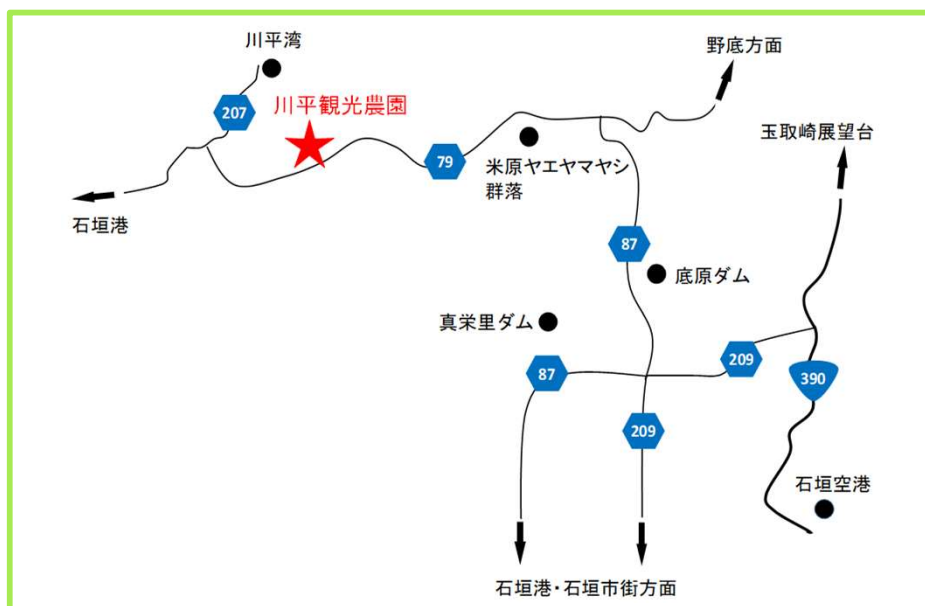 川平湾
野底方面
207
川平観光農園
玉取崎展望台
79
米原ヤエヤマヤシ
群落
石垣港
87
底原ダム
真栄里ダム
209
87
390
209
石垣空港
石垣港・石垣市街方面